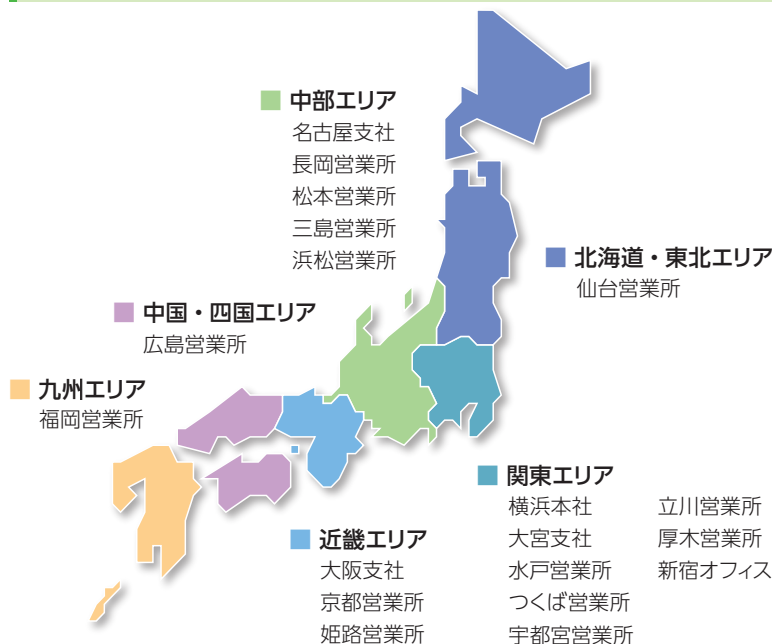 中部エリア
名古屋支社
長岡営業所
松本営業所
三島営業所
浜松営業所
北海道・東北エリア
仙台営業所
中国・四国エリア
広島営業所
九州エリア
福岡営業所
関東エリア
横浜本社 立川営業所
大宮支社 厚木営業所
水戸営業所 新宿オフィス
つくば営業所
宇都宮営業所
近畿エリア
大阪支社
京都営業所
姫路営業所